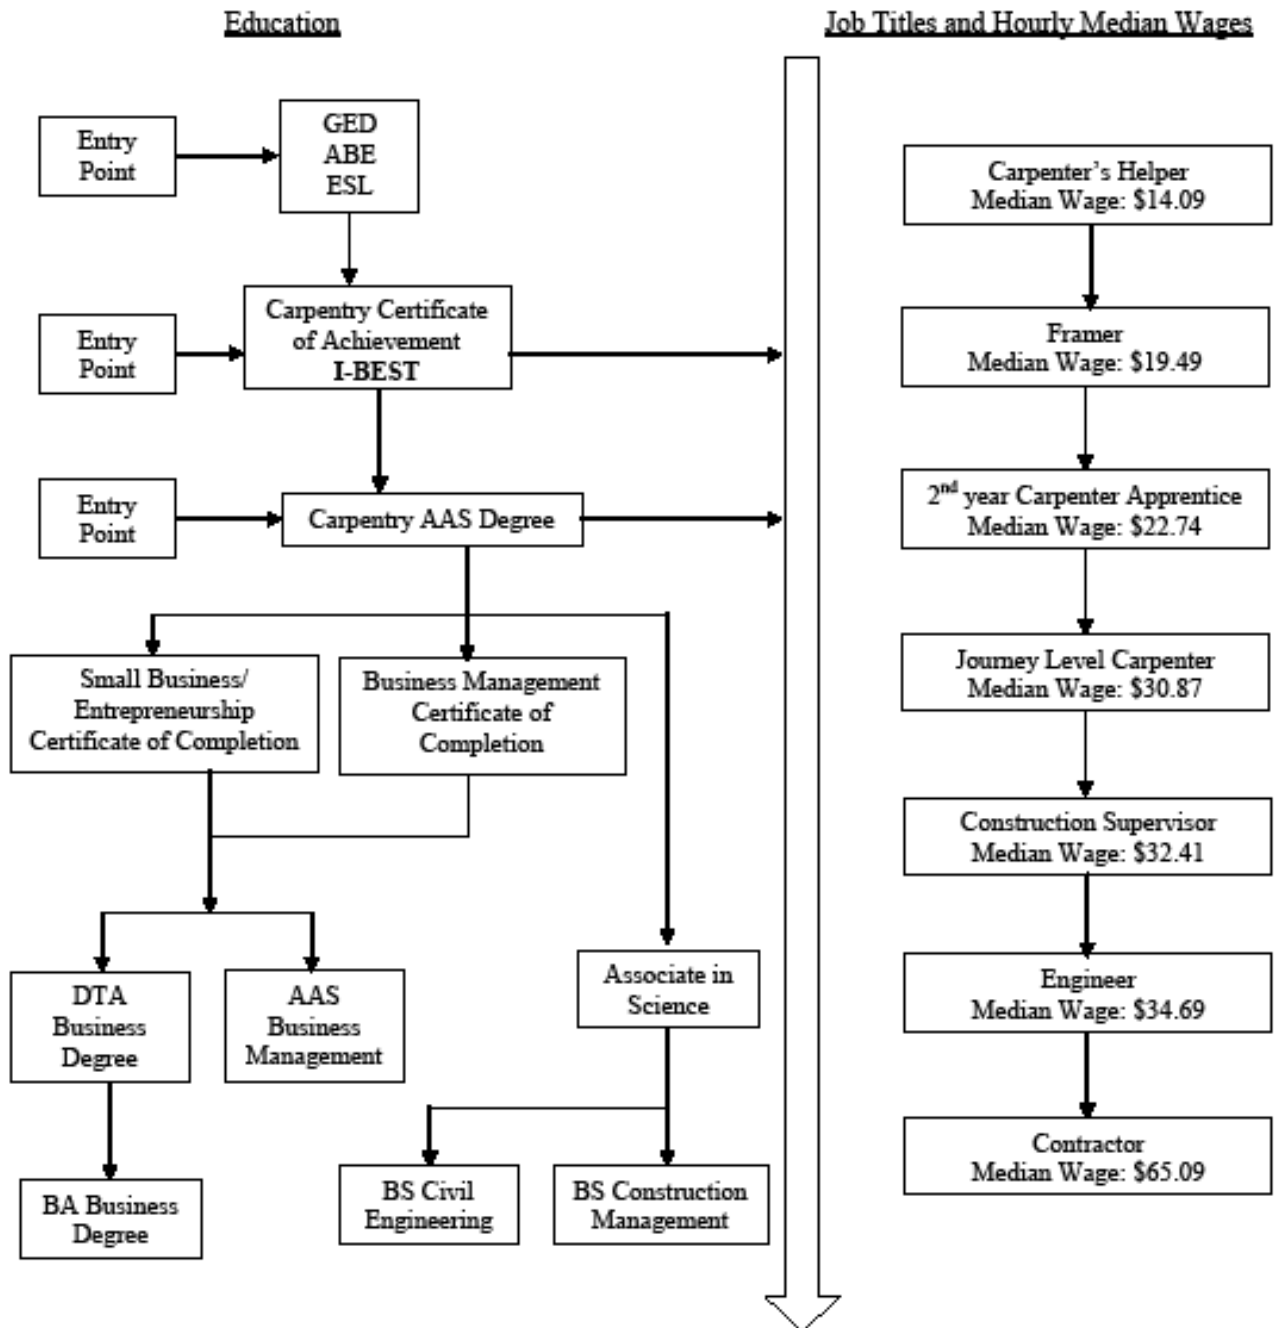 Education
Job Titles and Hourly Median Wages
Entry
Point
GED
ABE
ESL
Carpenter's Helper
Median Wage: $14.09
Entry
Point
Carpentry Certificate
of Achievement
I-BEST
Framer
Median Wage: $19.49
Entry
Point
Carpentry AAS Degree
2nd year Carpenter Apprentice
Median Wage: $22.74
Small Business/
Entrepreneurship
Certificate of Completion
Business Management
Certificate of
Completion
Journey Level Carpenter
Median Wage: $30.87
Construction Supervisor
Median Wage: $32.41
DTA
Business
Degree
AAS
Business
Management
Associate in
Science
Engineer
Median Wage: $34.69
BA Business
Degree
BS Civil
Engineering
BS Construction
Management
Contractor
Median Wage: $65.09